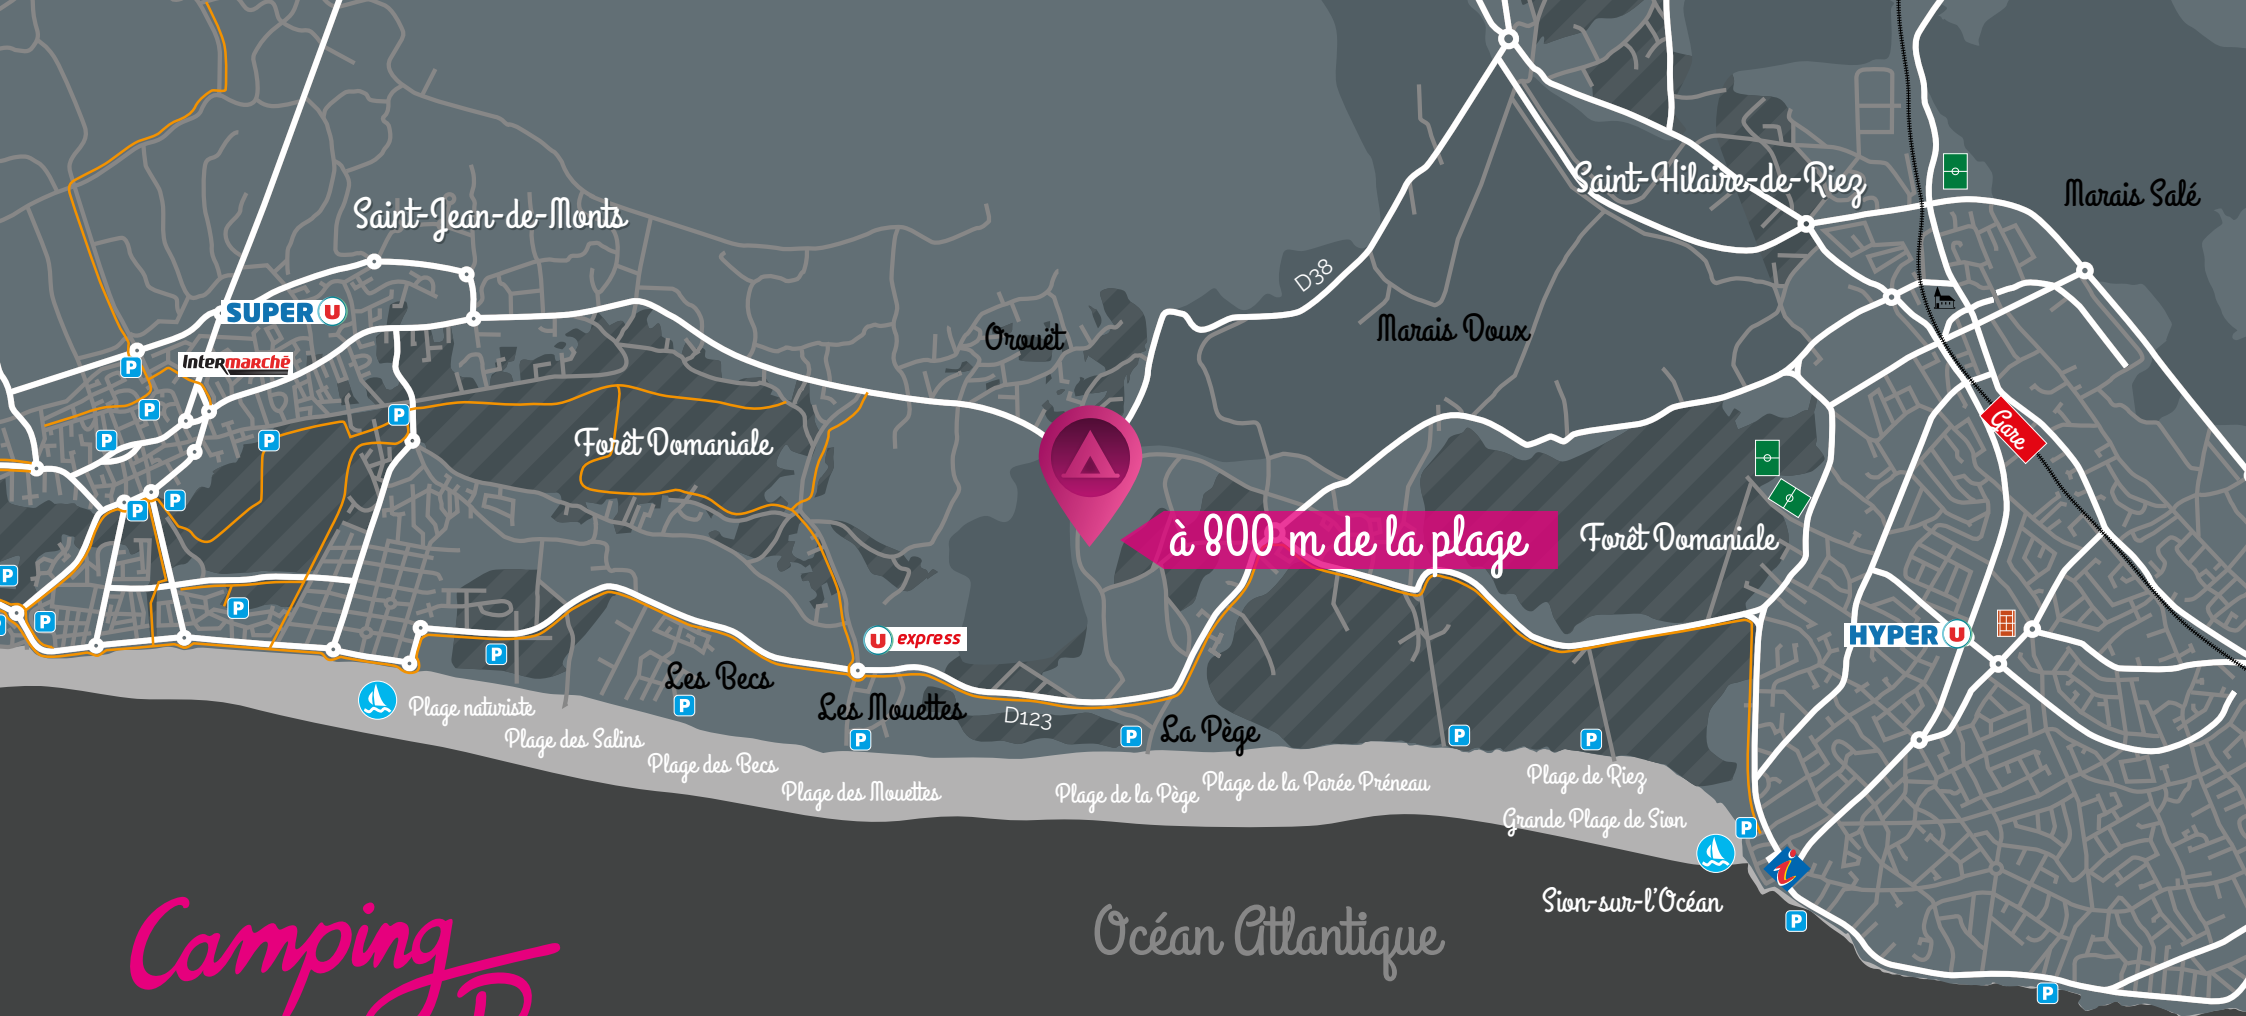 Saint-Hilaire-de-Riez
Marais Salé
Saint-Jean-de-Monts
D38
SUPER U
Marais Doux
Orouët
Intermarché
P
P
P
P
P
Gare
Forêt Domaniale
P
P
à 800 m de la plage
Forêt Domaniale
P
P
P
HYPER U
U express
P
Les Becs
Plage naturiste
P
Les Mouettes
D123
La Pège
Plage des Salins
P
P
P
P
Plage des Becs
Plage de Riez
Plage de la Parée Préneau
Plage des Mouettes
Plage de la Pège
Grande Plage de Sion
P
i
Sion-sur-l'Océan
P
Océan Atlantique
Camping
P